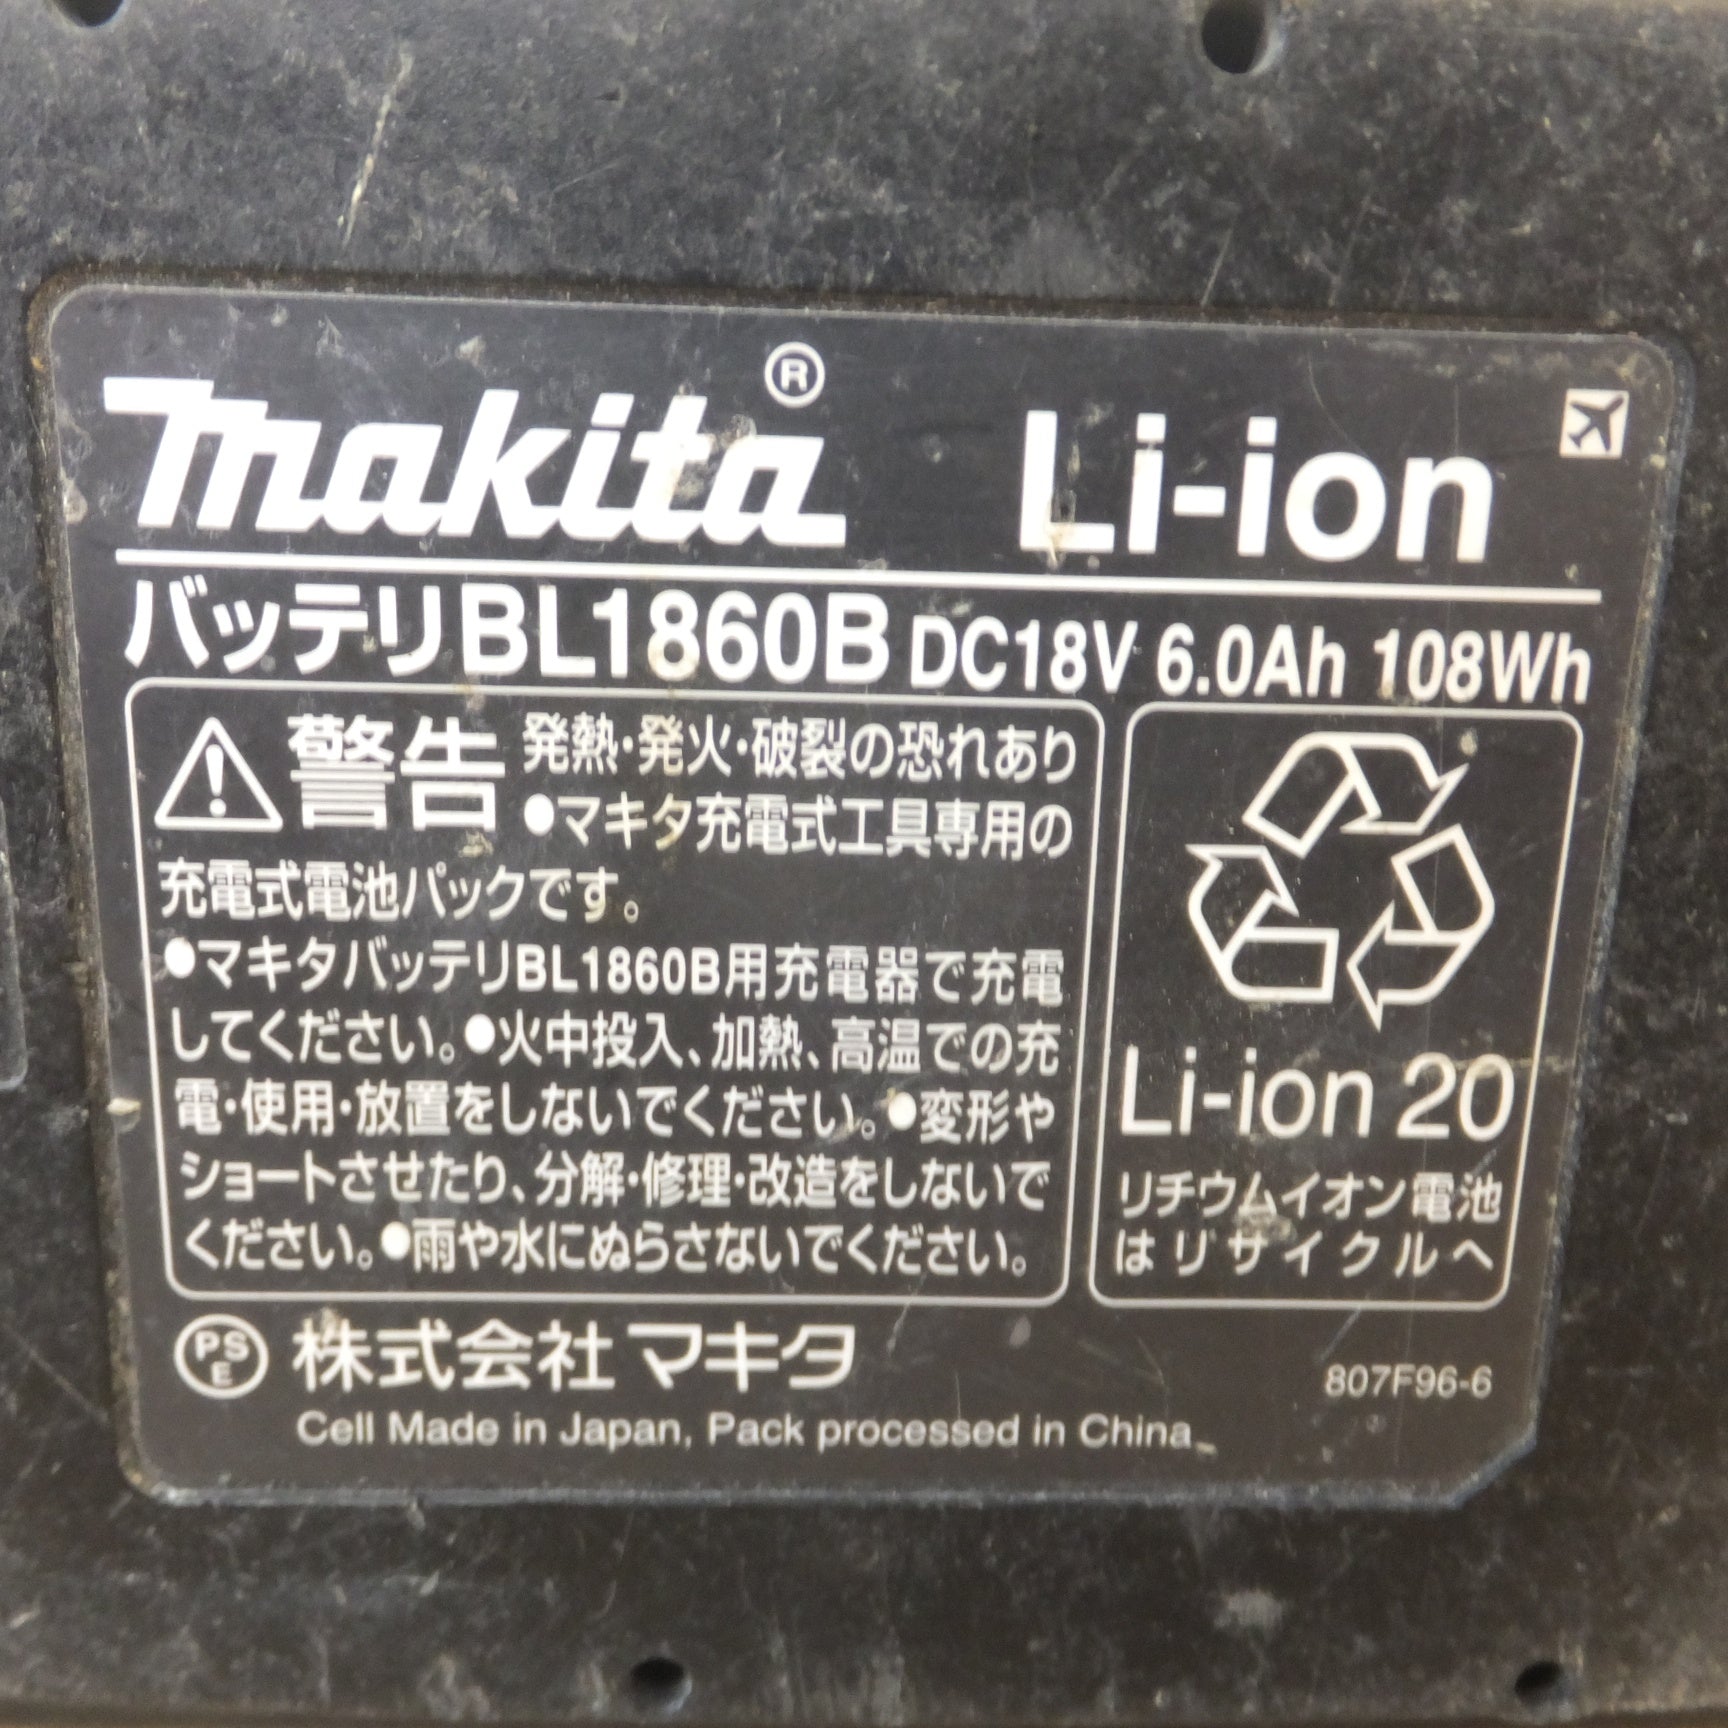 makita® Li-ion
バッテリBL1860B DC18V 6.0Ah 108Wh
警告 発熱・発火・破裂の恐れあり
●マキタ充電式工具専用の
充電式電池パックです。
●マキタバッテリBL1860B用充電器で充電
してください。●火中投入、加熱、高温での充
電・使用・放置をしないでください。●変形や
ショートさせたり、分解・修理・改造をしないで
ください。●雨や水にぬらさないでください。
Li-ion 20
リチウムイオン電池
はリサイクルへ
PS
E
株式会社マキタ
807F96-6
Cell Made in Japan, Pack processed in China